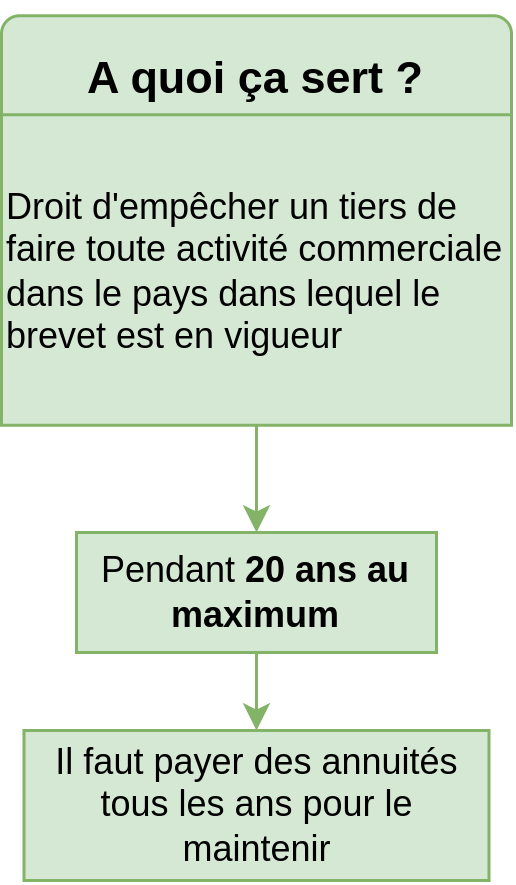 A quoi ça sert ?
Droit d'empêcher un tiers de
faire toute activité commerciale
dans le pays dans lequel le
brevet est en vigueur
Pendant 20 ans au
maximum
Il faut payer des annuités
tous les ans pour le
maintenir